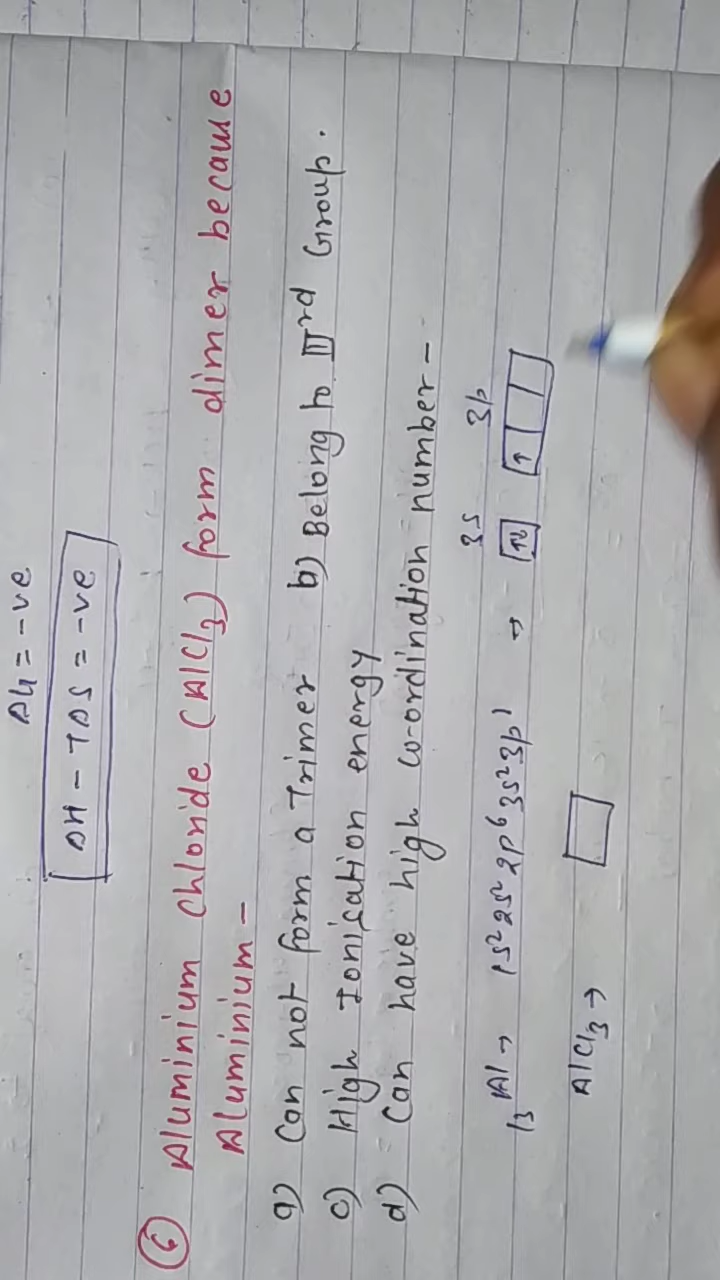 ΔG = -ve
ΔH - TΔS = -ve
6 Aluminium Chloride (AlCl₃) form dimer because
Aluminium -
a) Can not form a Trimer b) Belong to IIIrd Group.
c) High Ionisation energy
d) Can have high co-ordination number -
3s 3p
₁₃Al → 1s² 2s² 2p⁶ 3s² 3p¹ → ↑↓ ↑
AlCl₃ →